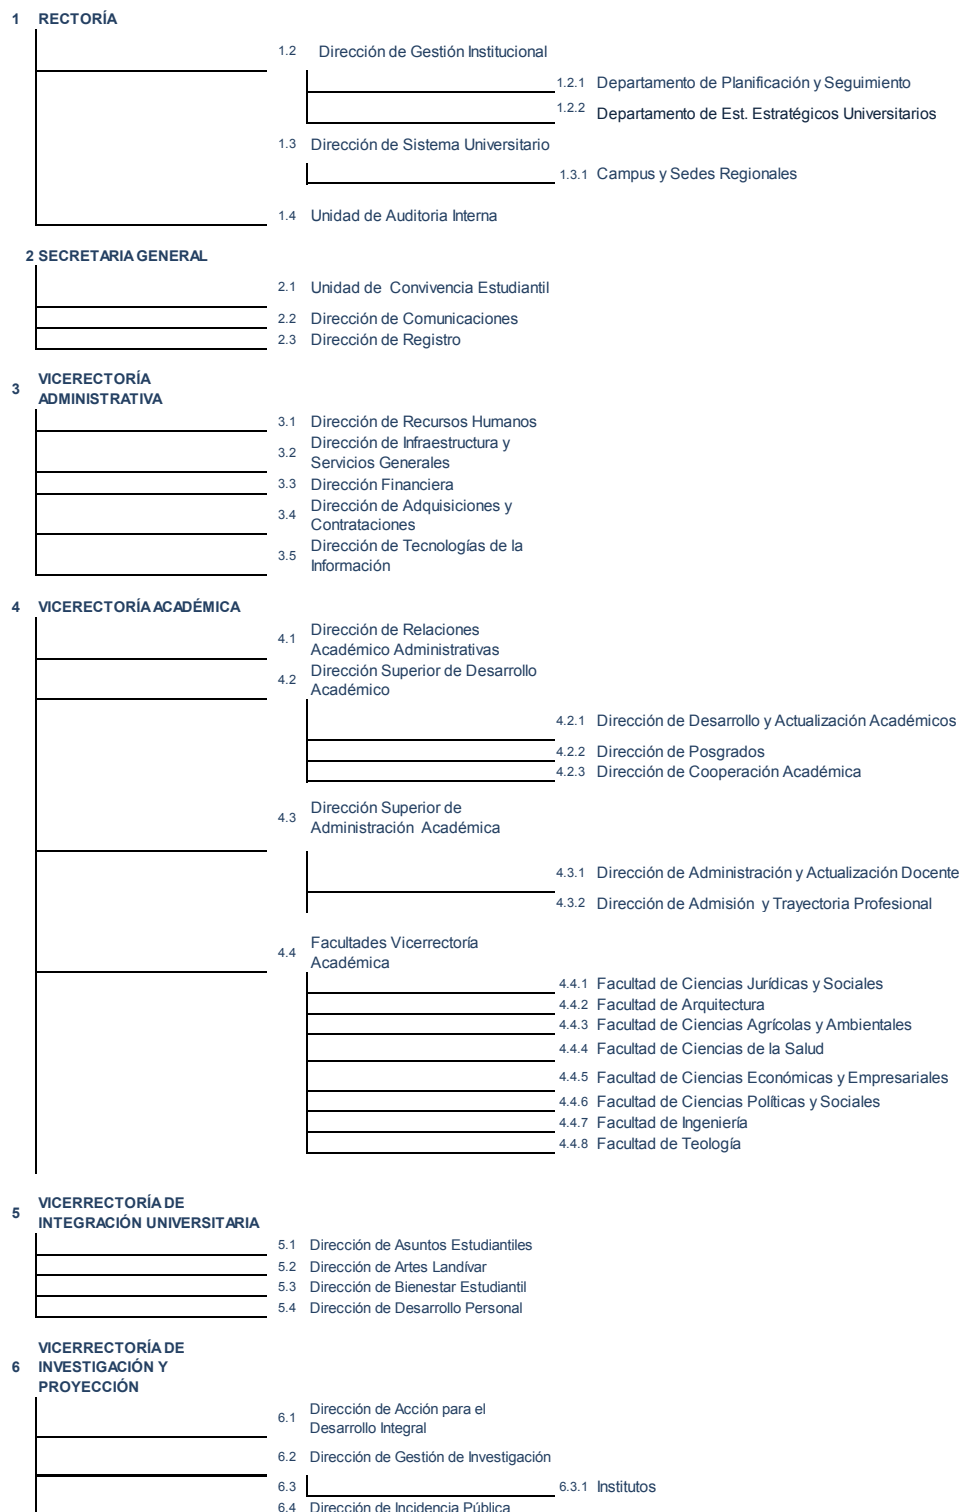 1 RECTORÍA
1.2 Dirección de Gestión Institucional
1.2.1 Departamento de Planificación y Seguimiento
1.2.2 Departamento de Est. Estratégicos Universitarios
1.3 Dirección de Sistema Universitario
1.3.1 Campus y Sedes Regionales
1.4 Unidad de Auditoria Interna
2 SECRETARIA GENERAL
2.1 Unidad de Convivencia Estudiantil
2.2 Dirección de Comunicaciones
2.3 Dirección de Registro
3 VICERECTORÍA
ADMINISTRATIVA
3.1 Dirección de Recursos Humanos
3.2 Dirección de Infraestructura y
Servicios Generales
3.3 Dirección Financiera
3.4 Dirección de Adquisiciones y
Contrataciones
3.5 Dirección de Tecnologías de la
Información
4 VICERECTORÍA ACADÉMICA
4.1 Dirección de Relaciones
Académico Administrativas
4.2 Dirección Superior de Desarrollo
Académico
4.2.1 Dirección de Desarrollo y Actualización Académicos
4.2.2 Dirección de Posgrados
4.2.3 Dirección de Cooperación Académica
4.3 Dirección Superior de
Administración Académica
4.3.1 Dirección de Administración y Actualización Docente
4.3.2 Dirección de Admisión y Trayectoria Profesional
4.4 Facultades Vicerrectoría
Académica
4.4.1 Facultad de Ciencias Jurídicas y Sociales
4.4.2 Facultad de Arquitectura
4.4.3 Facultad de Ciencias Agrícolas y Ambientales
4.4.4 Facultad de Ciencias de la Salud
4.4.5 Facultad de Ciencias Económicas y Empresariales
4.4.6 Facultad de Ciencias Políticas y Sociales
4.4.7 Facultad de Ingeniería
4.4.8 Facultad de Teología
5 VICERRECTORÍA DE
INTEGRACIÓN UNIVERSITARIA
5.1 Dirección de Asuntos Estudiantiles
5.2 Dirección de Artes Landívar
5.3 Dirección de Bienestar Estudiantil
5.4 Dirección de Desarrollo Personal
6 VICERRECTORÍA DE
INVESTIGACIÓN Y
PROYECCIÓN
6.1 Dirección de Acción para el
Desarrollo Integral
6.2 Dirección de Gestión de Investigación
6.3 6.3.1 Institutos
6.4 Dirección de Incidencia Pública